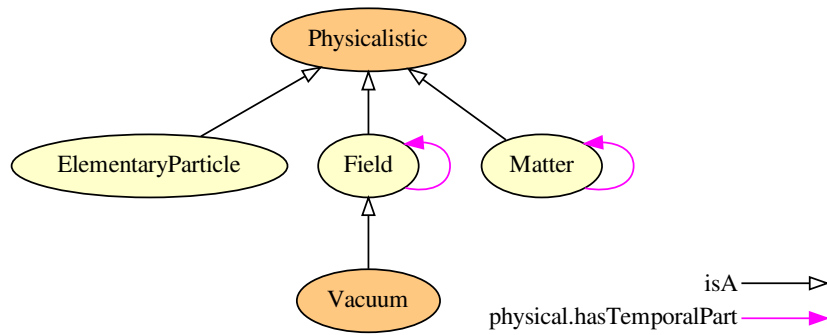 Physicalistic
ElementaryParticle
Field
Matter
Vacuum
isA
physical.hasTemporalPart